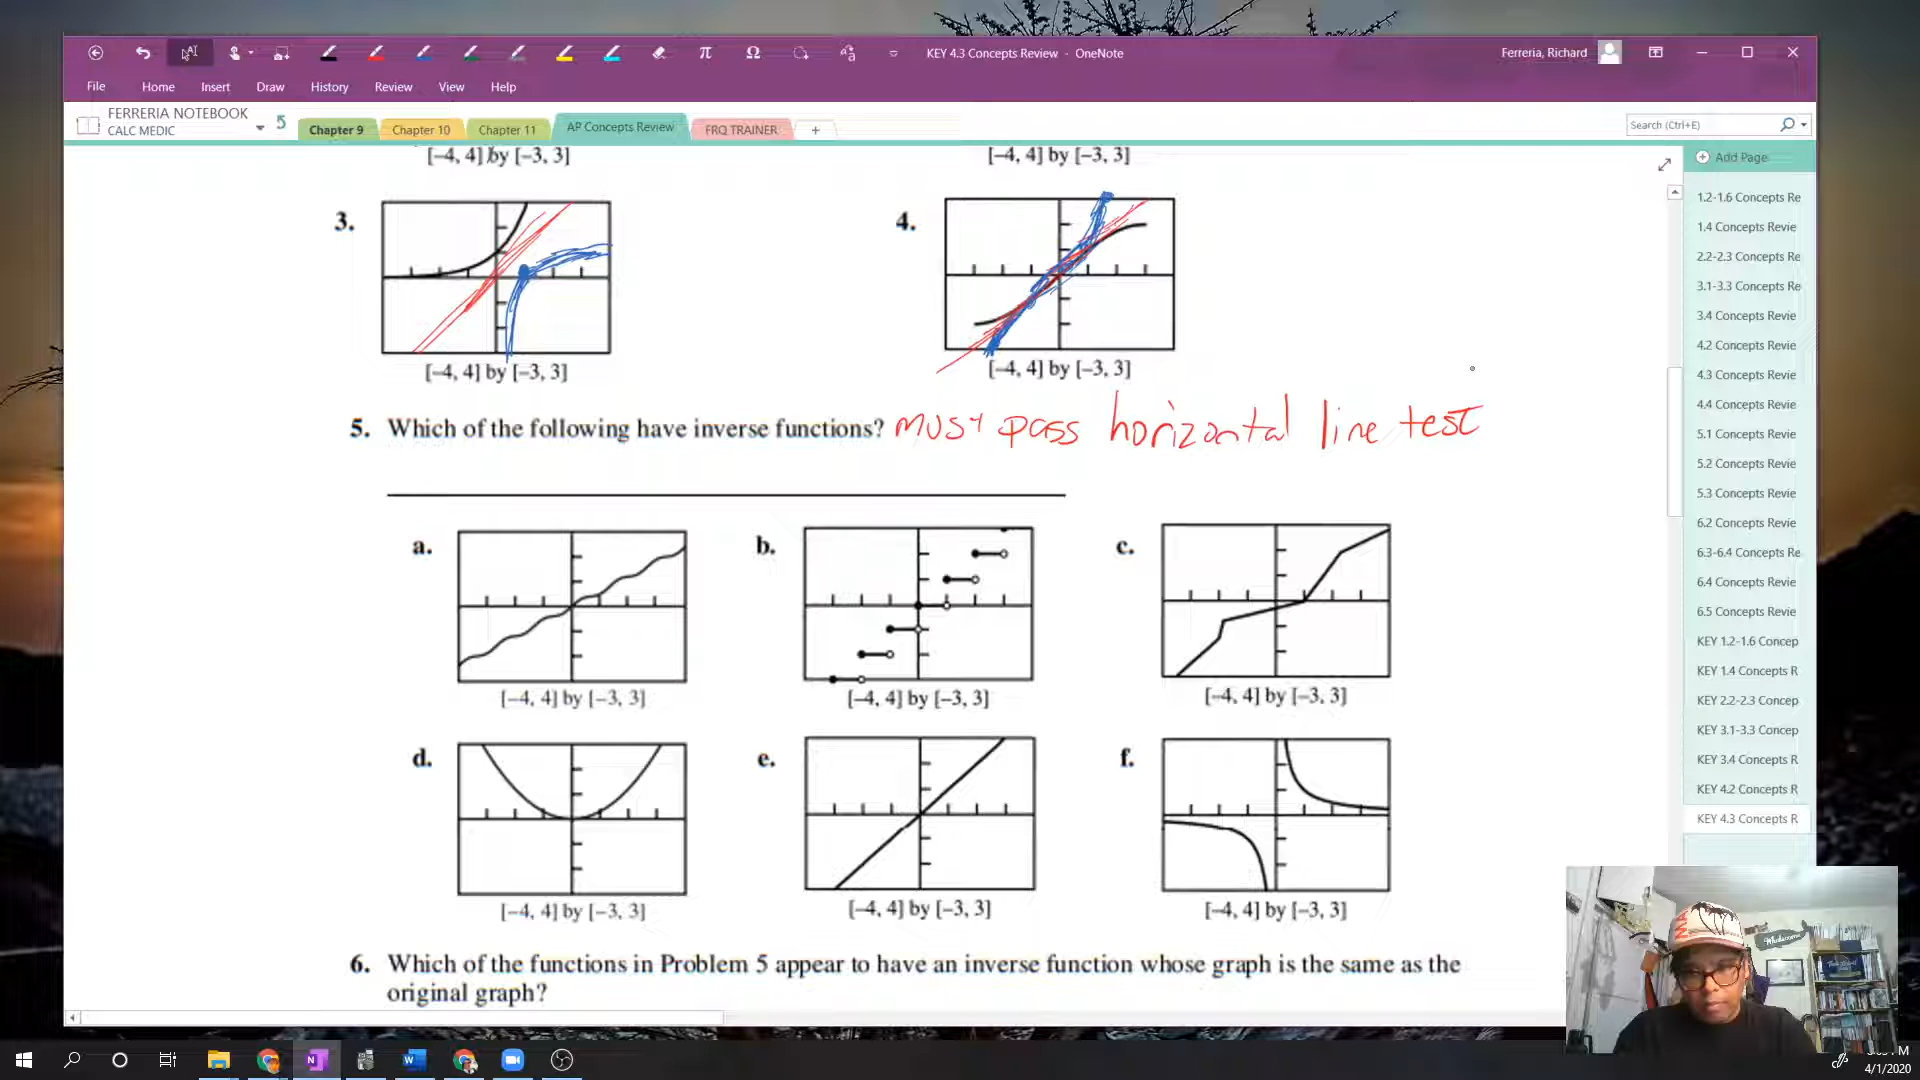 KEY 4.3 Concepts Review - OneNote
Ferreria, Richard
File Home Insert Draw History Review View Help
FERRERIA NOTEBOOK
CALC MEDIC
5
Chapter 9
Chapter 10
Chapter 11
AP Concepts Review
FRQ TRAINER
Search (Ctrl+E)
Add Page
[–4, 4] by [–3, 3]
[–4, 4] by [–3, 3]
3.
[–4, 4] by [–3, 3]
4.
[–4, 4] by [–3, 3]
5. Which of the following have inverse functions? must pass horizontal line test
a.
[–4, 4] by [–3, 3]
b.
[–4, 4] by [–3, 3]
c.
[–4, 4] by [–3, 3]
d.
[–4, 4] by [–3, 3]
e.
[–4, 4] by [–3, 3]
f.
[–4, 4] by [–3, 3]
6. Which of the functions in Problem 5 appear to have an inverse function whose graph is the same as the
original graph?
1.2-1.6 Concepts Re
1.4 Concepts Revie
2.2-2.3 Concepts Re
3.1-3.3 Concepts Re
3.4 Concepts Revie
4.2 Concepts Revie
4.3 Concepts Revie
4.4 Concepts Revie
5.1 Concepts Revie
5.2 Concepts Revie
5.3 Concepts Revie
6.2 Concepts Revie
6.3-6.4 Concepts Re
6.4 Concepts Revie
6.5 Concepts Revie
KEY 1.2-1.6 Concep
KEY 1.4 Concepts R
KEY 2.2-2.3 Concep
KEY 3.1-3.3 Concep
KEY 3.4 Concepts R
KEY 4.2 Concepts R
KEY 4.3 Concepts R
4/1/2020